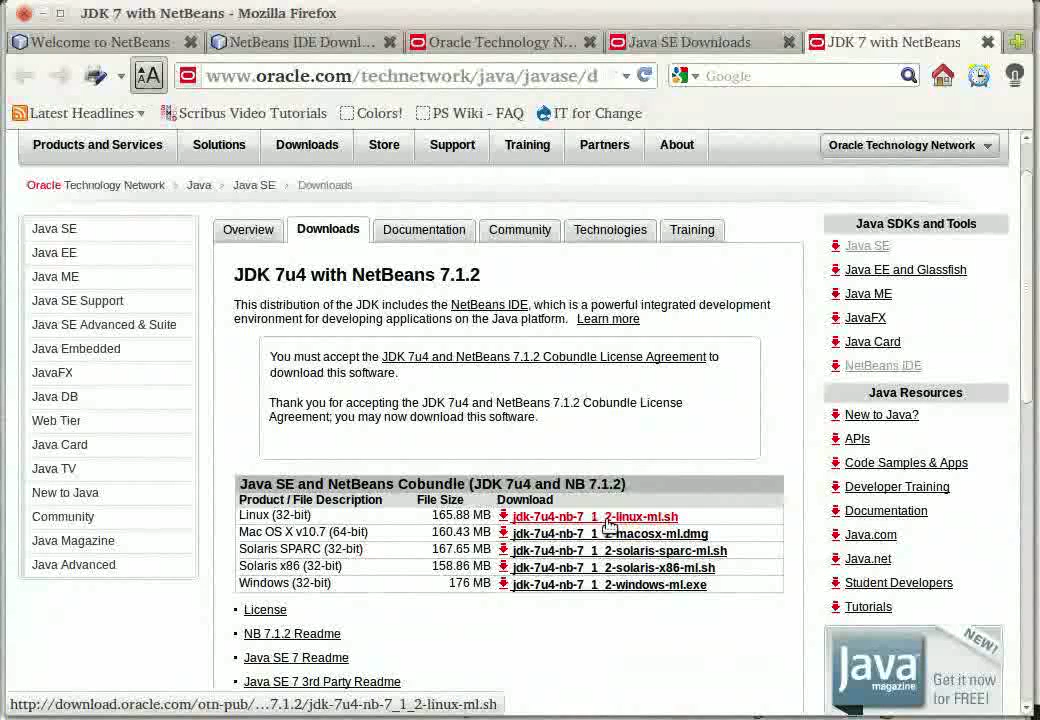 JDK 7 with NetBeans - Mozilla Firefox
Welcome to NetBeans
NetBeans IDE Downl...
Oracle Technology N...
Java SE Downloads
JDK 7 with NetBeans
AA
www.oracle.com/technetwork/java/javase/d
Google
Latest Headlines
Scribus Video Tutorials
Colors!
PS Wiki - FAQ
IT for Change
Products and Services
Solutions
Downloads
Store
Support
Training
Partners
About
Oracle Technology Network
Oracle Technology Network
Java
Java SE
Downloads
Java SE
Java EE
Java ME
Java SE Support
Java SE Advanced & Suite
Java Embedded
JavaFX
Java DB
Web Tier
Java Card
Java TV
New to Java
Community
Java Magazine
Java Advanced
Overview
Downloads
Documentation
Community
Technologies
Training
JDK 7u4 with NetBeans 7.1.2
This distribution of the JDK includes the NetBeans IDE, which is a powerful integrated development
environment for developing applications on the Java platform. Learn more
You must accept the JDK 7u4 and NetBeans 7.1.2 Cobundle License Agreement to
download this software.
Thank you for accepting the JDK 7u4 and NetBeans 7.1.2 Cobundle License
Agreement; you may now download this software.
Java SE and NetBeans Cobundle (JDK 7u4 and NB 7.1.2)
Product / File Description File Size Download
Linux (32-bit) 165.88 MB jdk-7u4-nb-7_1_2-linux-ml.sh
Mac OS X v10.7 (64-bit) 160.43 MB jdk-7u4-nb-7_1_2-macosx-ml.dmg
Solaris SPARC (32-bit) 167.65 MB jdk-7u4-nb-7_1_2-solaris-sparc-ml.sh
Solaris x86 (32-bit) 158.86 MB jdk-7u4-nb-7_1_2-solaris-x86-ml.sh
Windows (32-bit) 176 MB jdk-7u4-nb-7_1_2-windows-ml.exe
License
NB 7.1.2 Readme
Java SE 7 Readme
Java SE 7 3rd Party Readme
Java SDKs and Tools
Java SE
Java EE and Glassfish
Java ME
JavaFX
Java Card
NetBeans IDE
Java Resources
New to Java?
APIs
Code Samples & Apps
Developer Training
Documentation
Java.com
Java.net
Student Developers
Tutorials
NEW!
Java
magazine
Get it now
for FREE!
http://download.oracle.com/otn-pub/...7.1.2/jdk-7u4-nb-7_1_2-linux-ml.sh